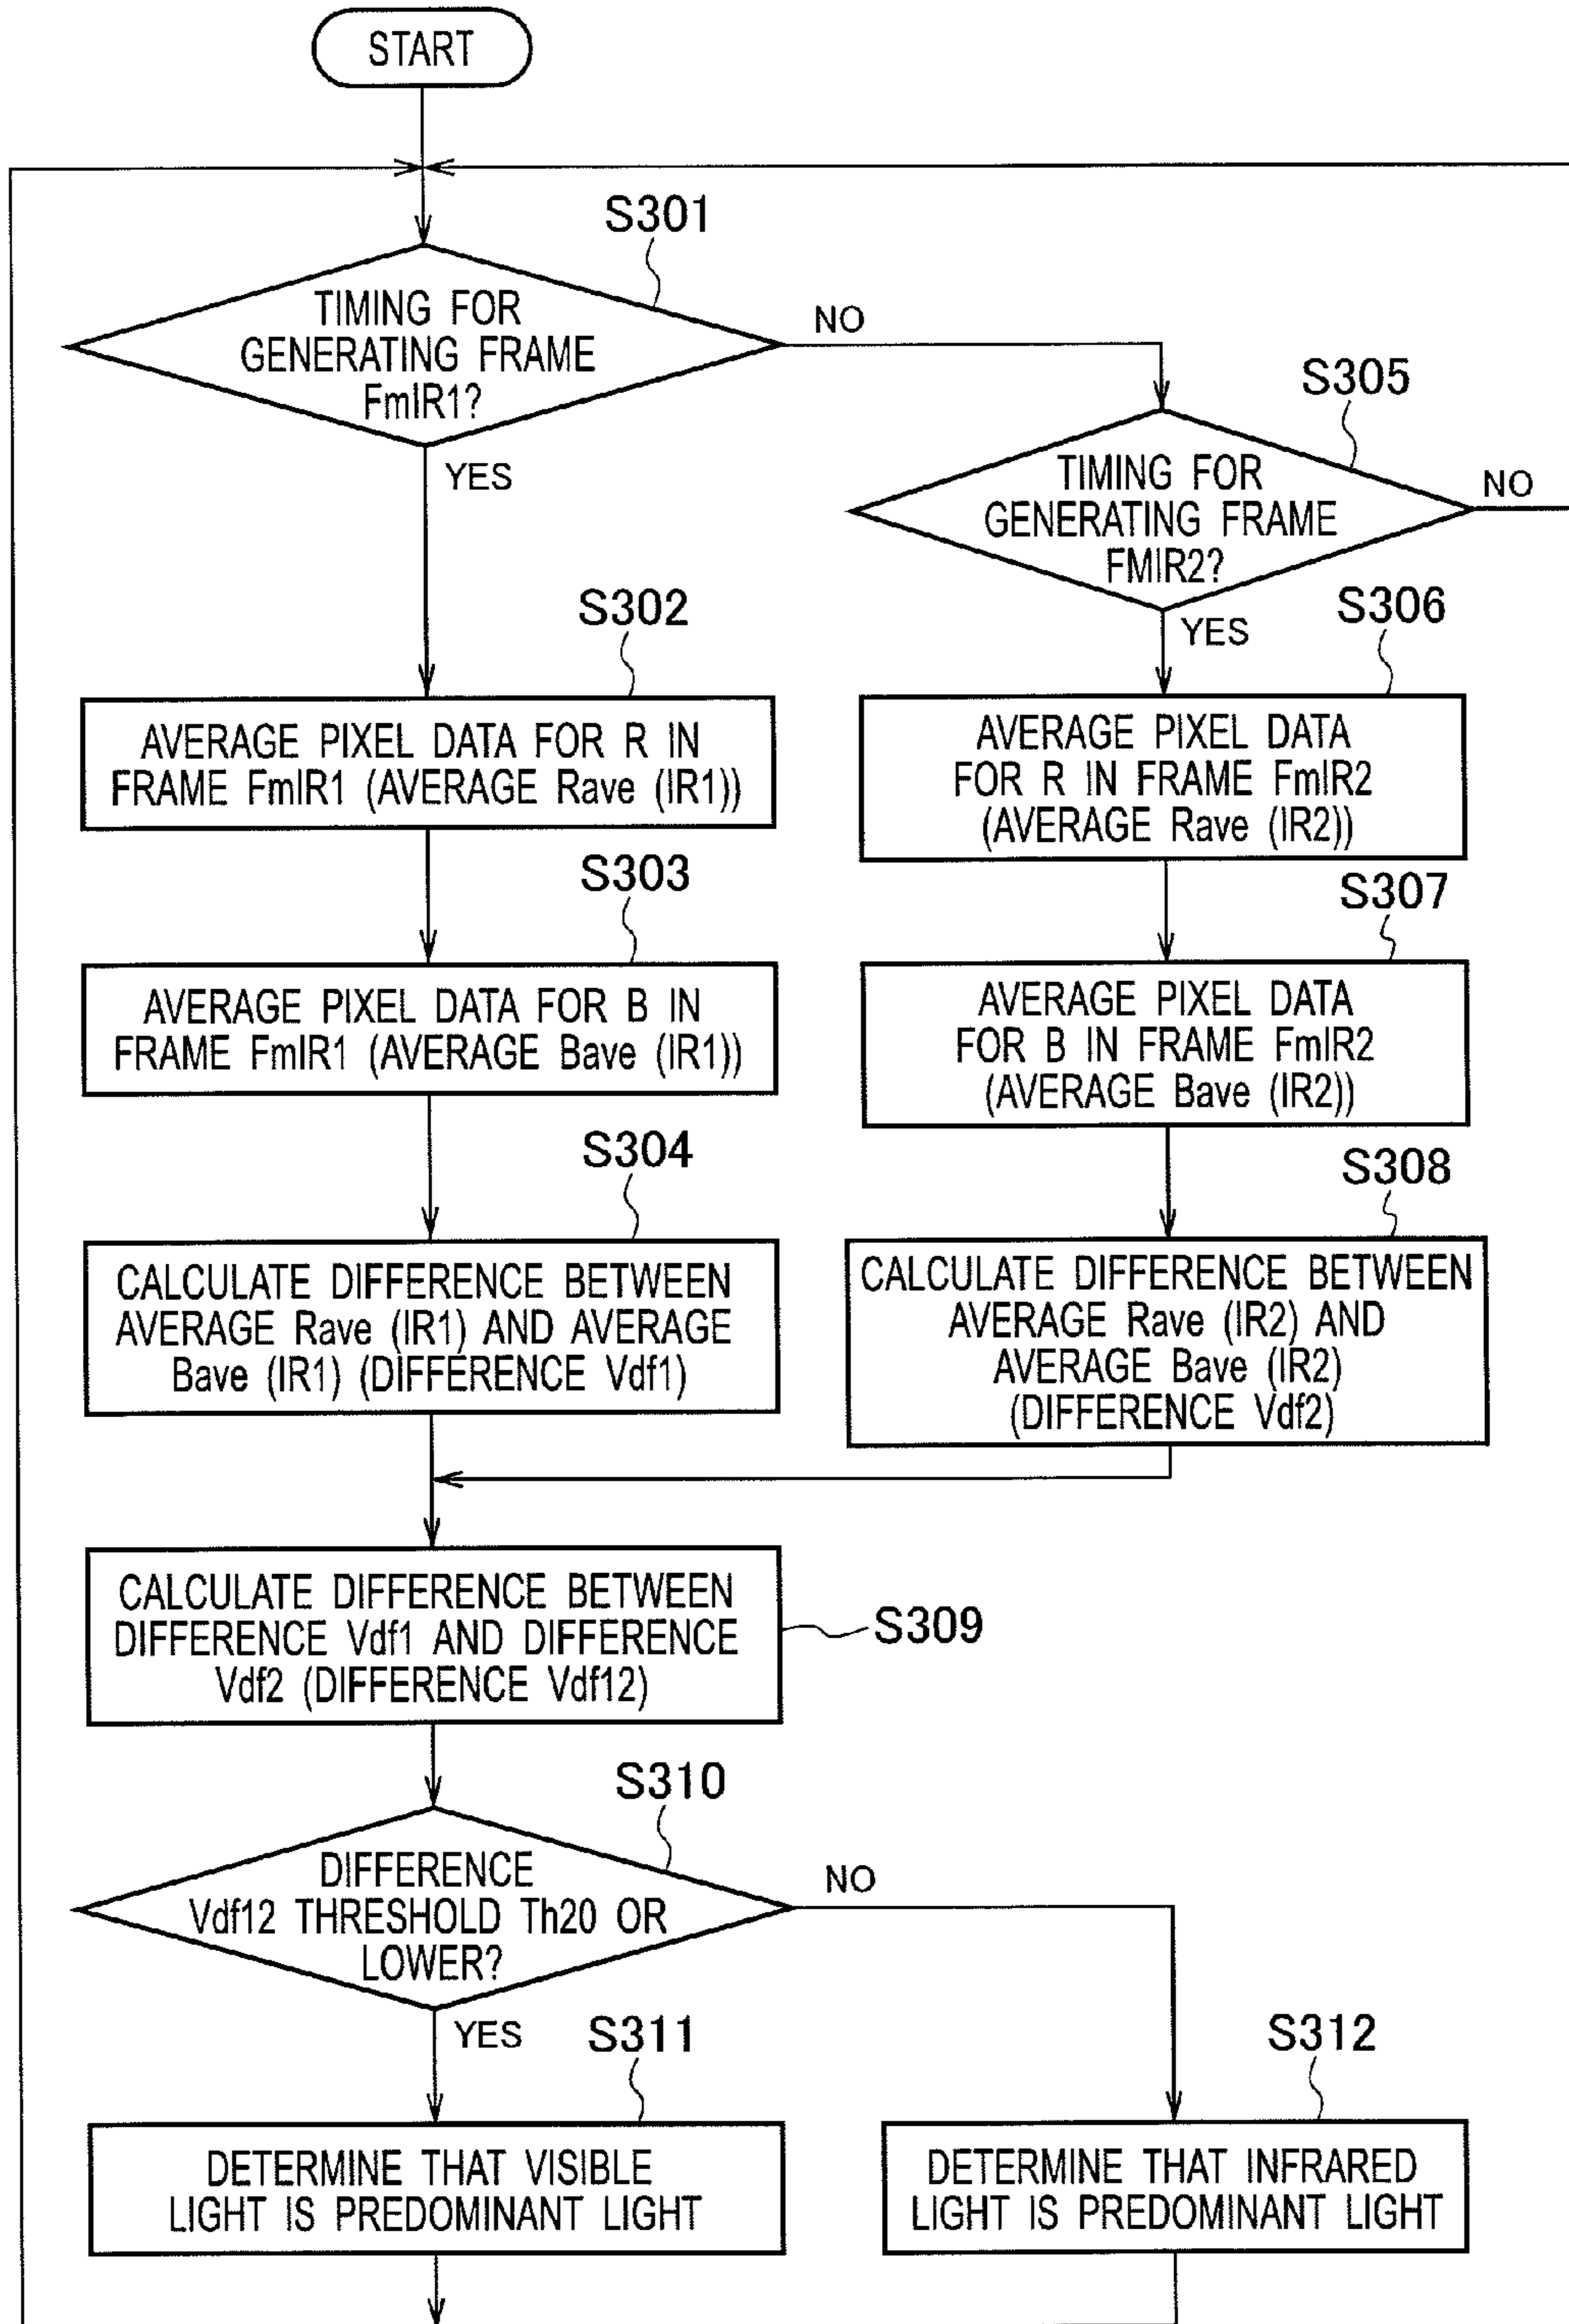 START
S301
TIMING FOR
GENERATING FRAME
FmIR1?
NO
YES
S305
TIMING FOR
GENERATING FRAME
FMIR2?
NO
YES
S302
AVERAGE PIXEL DATA FOR R IN
FRAME FmIR1 (AVERAGE Rave (IR1))
S306
AVERAGE PIXEL DATA
FOR R IN FRAME FmIR2
(AVERAGE Rave (IR2))
S303
AVERAGE PIXEL DATA FOR B IN
FRAME FmIR1 (AVERAGE Bave (IR1))
S307
AVERAGE PIXEL DATA
FOR B IN FRAME FmIR2
(AVERAGE Bave (IR2))
S304
CALCULATE DIFFERENCE BETWEEN
AVERAGE Rave (IR1) AND AVERAGE
Bave (IR1) (DIFFERENCE Vdf1)
S308
CALCULATE DIFFERENCE BETWEEN
AVERAGE Rave (IR2) AND
AVERAGE Bave (IR2)
(DIFFERENCE Vdf2)
CALCULATE DIFFERENCE BETWEEN
DIFFERENCE Vdf1 AND DIFFERENCE
Vdf2 (DIFFERENCE Vdf12)
S309
S310
DIFFERENCE
Vdf12 THRESHOLD Th20 OR
LOWER?
NO
YES
S311
DETERMINE THAT VISIBLE
LIGHT IS PREDOMINANT LIGHT
S312
DETERMINE THAT INFRARED
LIGHT IS PREDOMINANT LIGHT